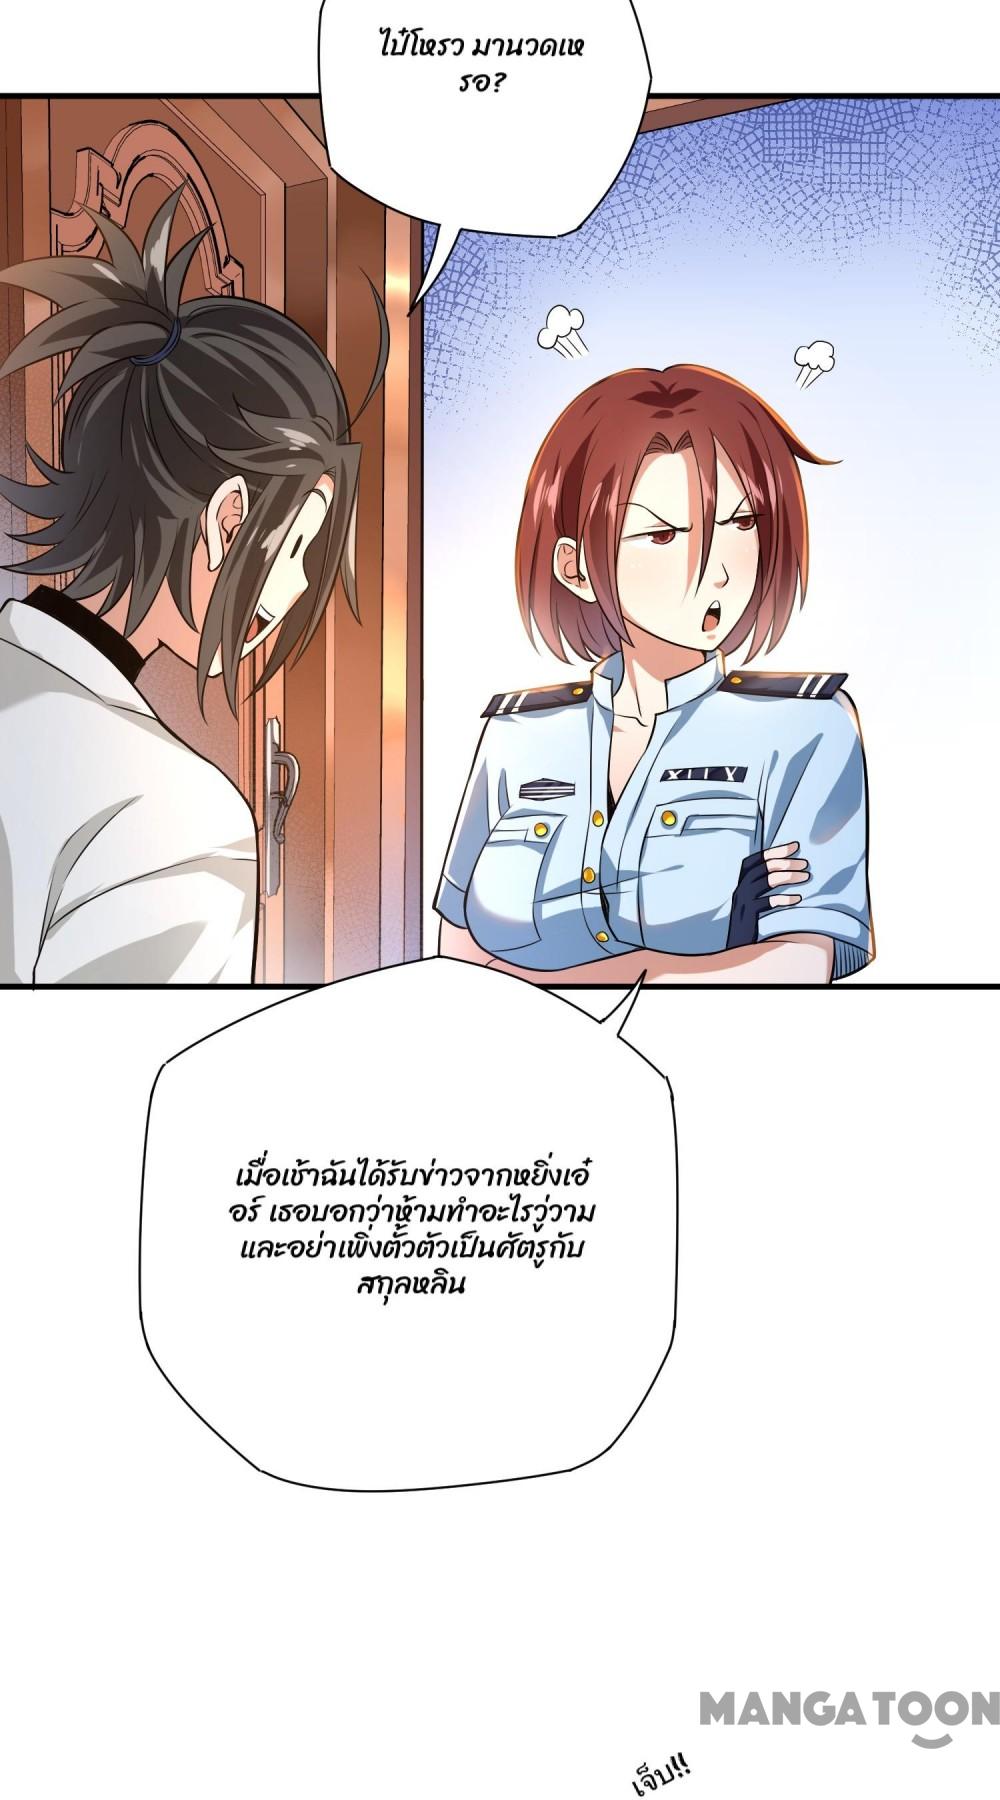 ไป๋โหรว มานวดเห
รอ?
XIIX
เมื่อเช้าฉันได้รับข่าวจากหยิ่งเอ๋
อร์ เธอบอกว่าห้ามทำอะไรวู่วาม
และอย่าเพิ่งตั้วตัวเป็นศัตรูกับ
สกุลหลิน
MANGATOON
เจ็บ!!